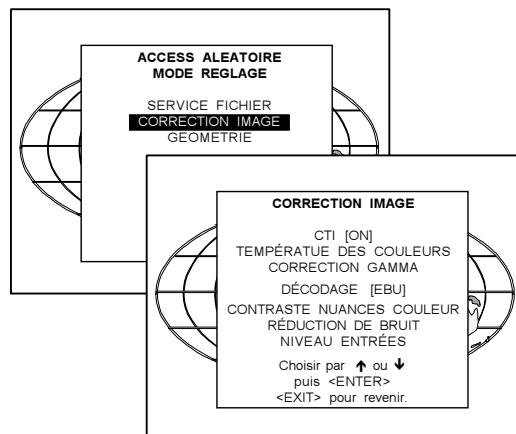 ACCESS ALEATOIRE
MODE REGLAGE
SERVICE FICHIER
CORRECTION IMAGE
GEOMETRIE
CORRECTION IMAGE
CTI [ON]
TEMPÉRATUE DES COULEURS
CORRECTION GAMMA
DÉCODAGE [EBU]
CONTRASTE NUANCES COULEUR
RÉDUCTION DE BRUIT
NIVEAU ENTRÉES
Choisir par ↑ ou ↓
puis <ENTER>
<EXIT> pour revenir.